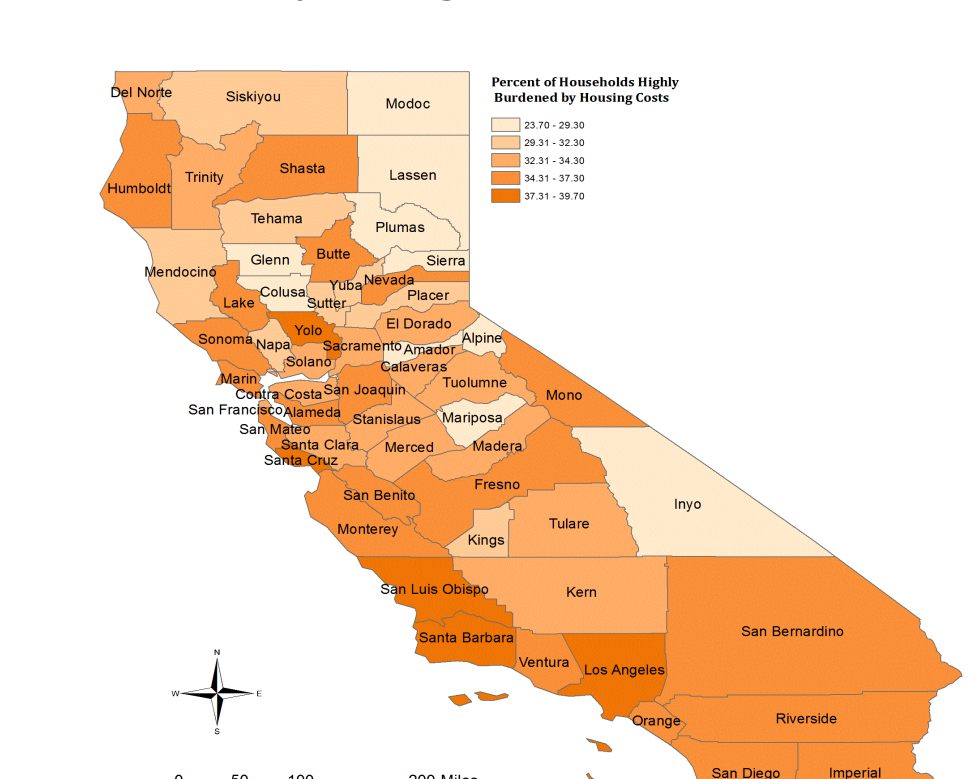 Percent of Households Highly
Burdened by Housing Costs
23.70 - 29.30
29.31 - 32.30
32.31 - 34.30
34.31 - 37.30
37.31 - 39.70
Del Norte
Siskiyou
Modoc
Humboldt
Trinity
Shasta
Lassen
Tehama
Plumas
Mendocino
Glenn
Butte
Sierra
Colusa
Yuba
Nevada
Lake
Sutter
Placer
Sonoma
Yolo
El Dorado
Napa
Sacramento
Amador
Alpine
Solano
Calaveras
Marin
Contra Costa
San Joaquin
Tuolumne
Mono
San Francisco
Alameda
Stanislaus
Mariposa
San Mateo
Santa Clara
Merced
Madera
Santa Cruz
Fresno
San Benito
Inyo
Monterey
Kings
Tulare
San Luis Obispo
Kern
Santa Barbara
San Bernardino
Ventura
Los Angeles
Orange
Riverside
San Diego
Imperial
N
W
E
S
0 50 100 200 Miles